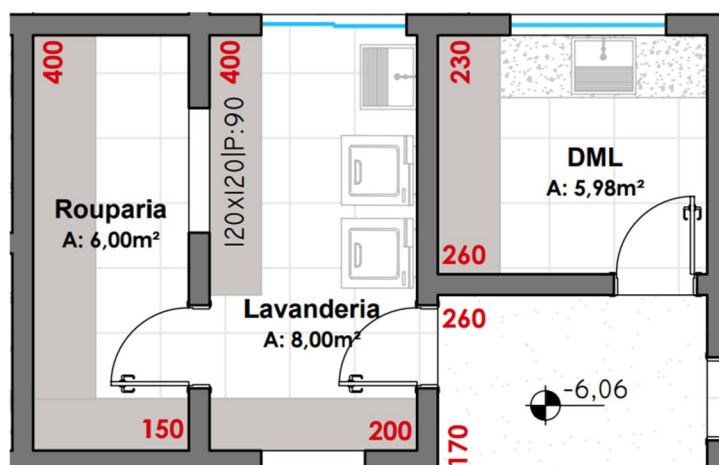 400
Rouparia
A: 6,00m²
150
400
120x120|P:90
Lavanderia
A: 8,00m²
200
230
DML
A: 5,98m²
260
260
-6,06
170